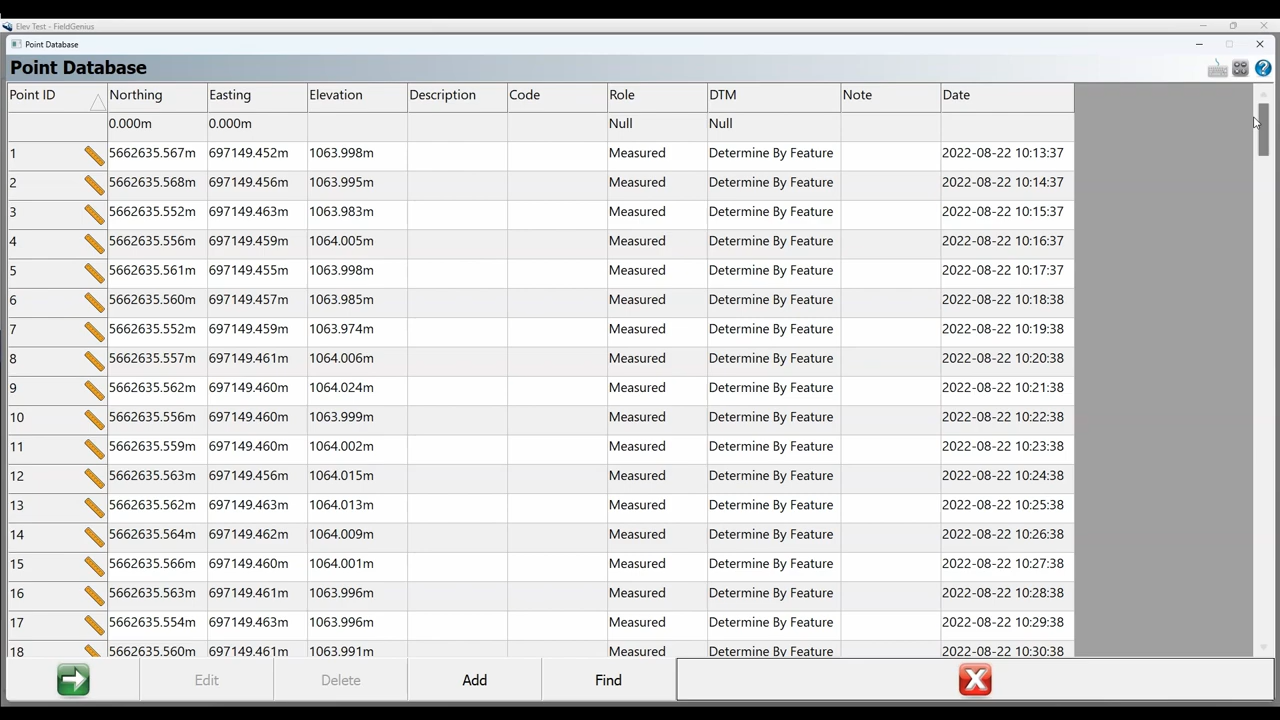 Elev Test - FieldGenius
Point Database
Point Database
Point ID Northing Easting Elevation Description Code Role DTM Note Date
0.000m 0.000m Null Null
1 5662635.567m 697149.452m 1063.998m Measured Determine By Feature 2022-08-22 10:13:37
2 5662635.568m 697149.456m 1063.995m Measured Determine By Feature 2022-08-22 10:14:37
3 5662635.552m 697149.463m 1063.983m Measured Determine By Feature 2022-08-22 10:15:37
4 5662635.556m 697149.459m 1064.005m Measured Determine By Feature 2022-08-22 10:16:37
5 5662635.561m 697149.455m 1063.998m Measured Determine By Feature 2022-08-22 10:17:37
6 5662635.560m 697149.457m 1063.985m Measured Determine By Feature 2022-08-22 10:18:38
7 5662635.552m 697149.459m 1063.974m Measured Determine By Feature 2022-08-22 10:19:38
8 5662635.557m 697149.461m 1064.006m Measured Determine By Feature 2022-08-22 10:20:38
9 5662635.562m 697149.460m 1064.024m Measured Determine By Feature 2022-08-22 10:21:38
10 5662635.556m 697149.460m 1063.999m Measured Determine By Feature 2022-08-22 10:22:38
11 5662635.559m 697149.460m 1064.002m Measured Determine By Feature 2022-08-22 10:23:38
12 5662635.563m 697149.456m 1064.015m Measured Determine By Feature 2022-08-22 10:24:38
13 5662635.562m 697149.463m 1064.013m Measured Determine By Feature 2022-08-22 10:25:38
14 5662635.564m 697149.462m 1064.009m Measured Determine By Feature 2022-08-22 10:26:38
15 5662635.566m 697149.460m 1064.001m Measured Determine By Feature 2022-08-22 10:27:38
16 5662635.563m 697149.461m 1063.996m Measured Determine By Feature 2022-08-22 10:28:38
17 5662635.554m 697149.463m 1063.996m Measured Determine By Feature 2022-08-22 10:29:38
18 5662635.560m 697149.461m 1063.991m Measured Determine By Feature 2022-08-22 10:30:38
Edit Delete Add Find